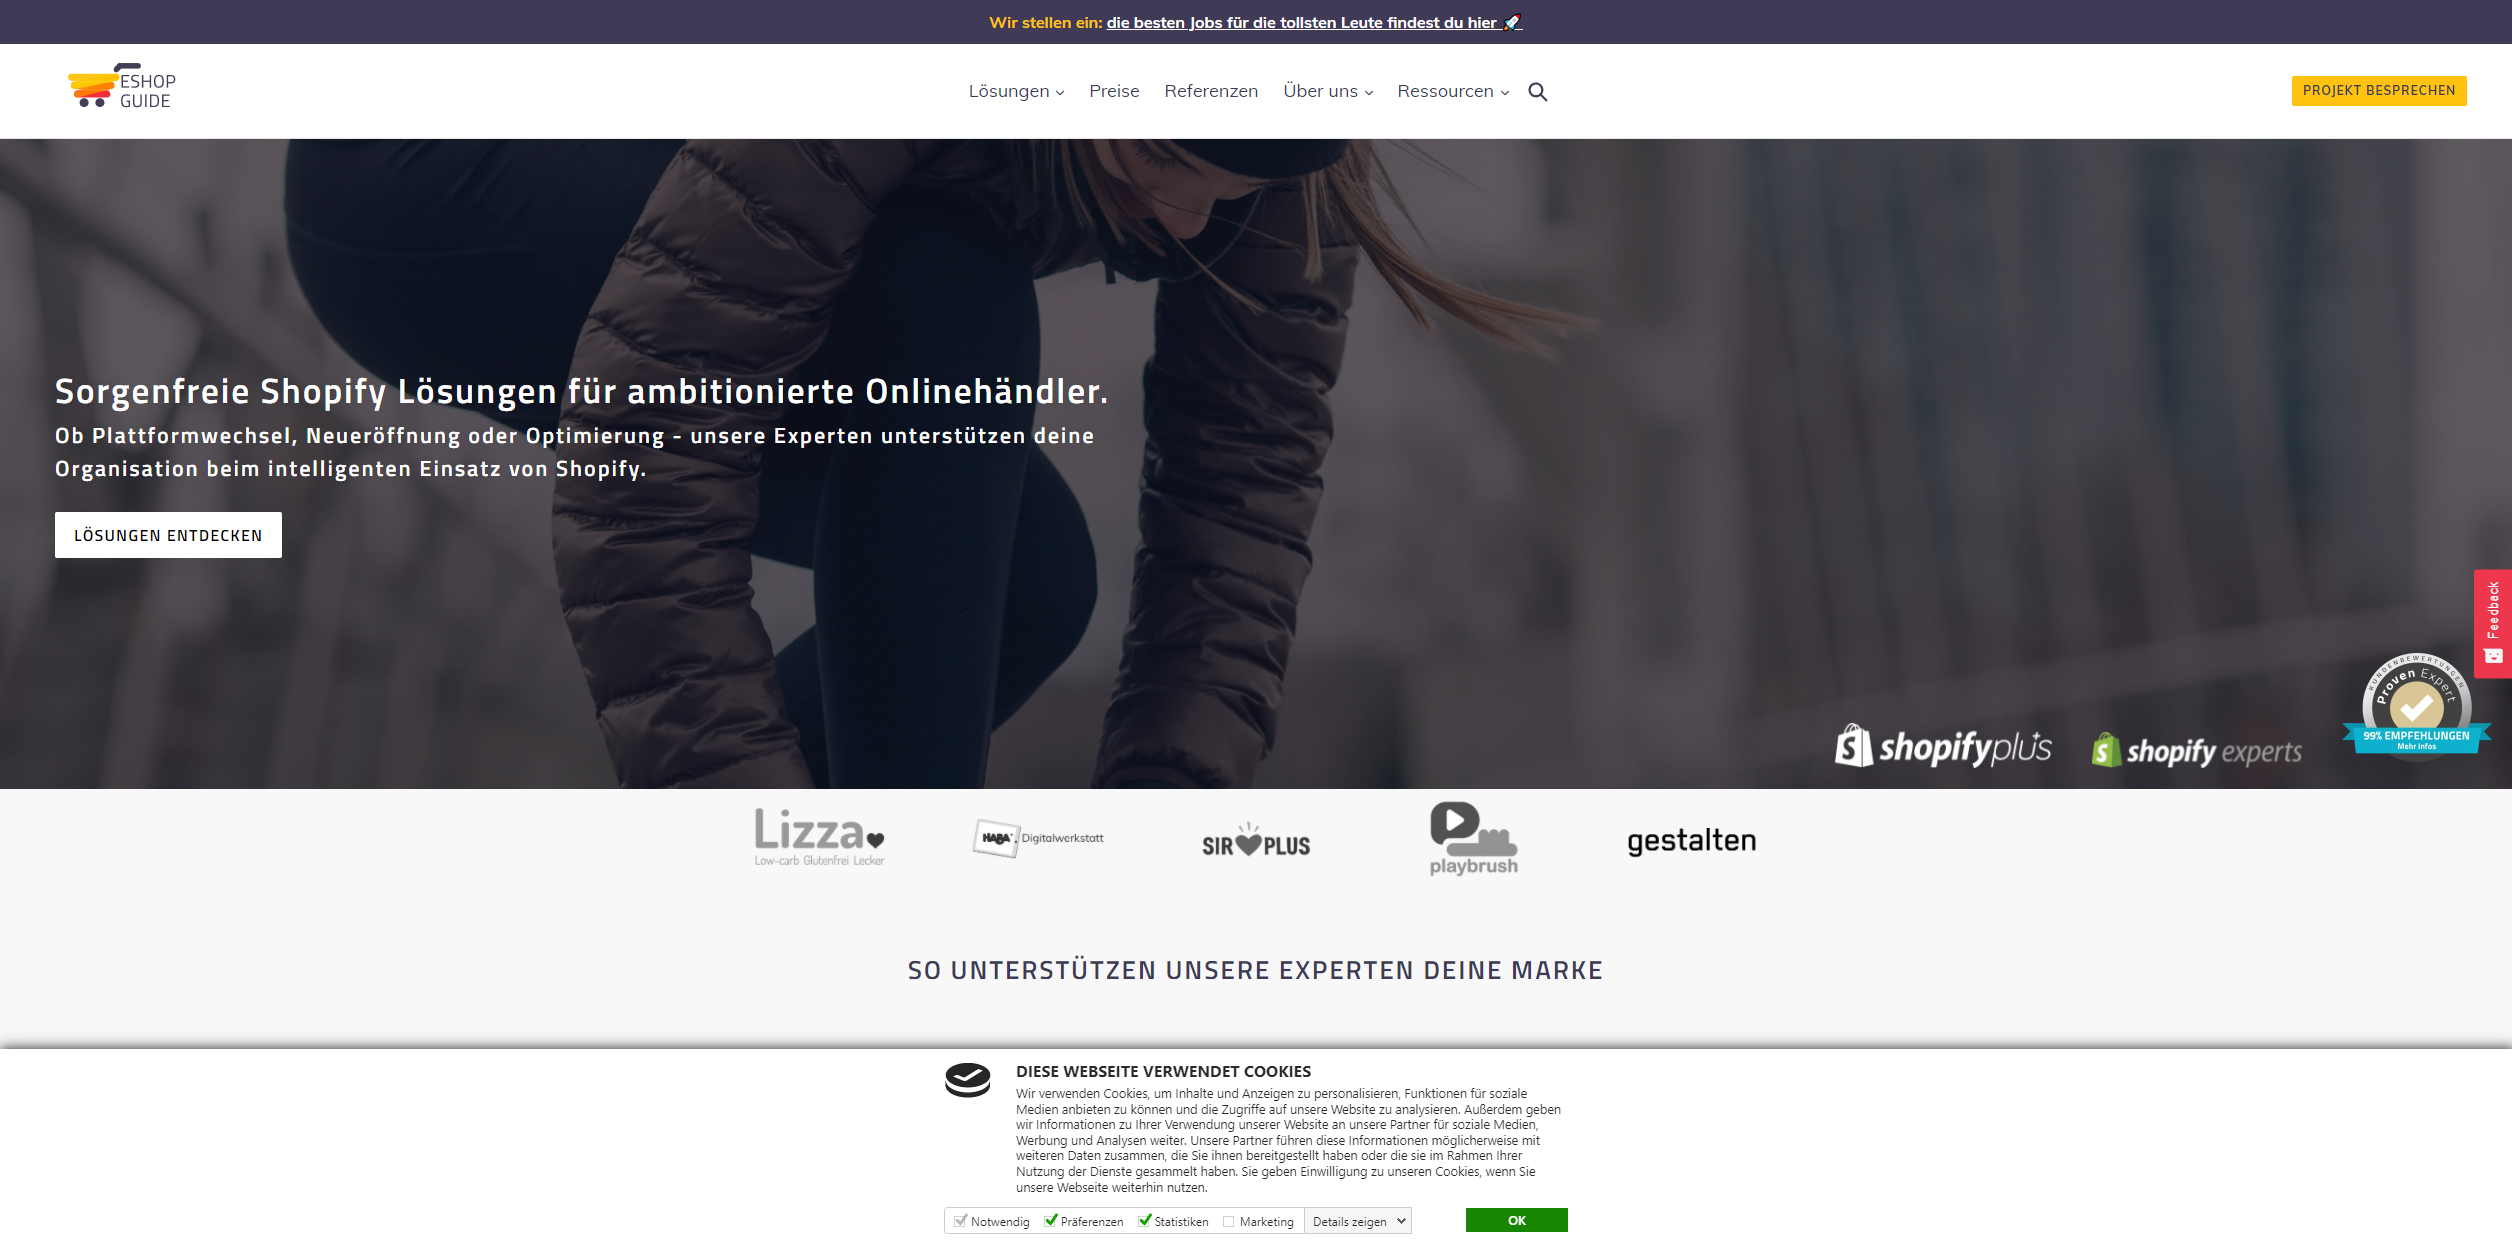 Wir stellen ein: die besten Jobs für die tollsten Leute findest du hier 🚀
ESHOP
GUIDE
Lösungen
Preise
Referenzen
Über uns
Ressourcen
PROJEKT BESPRECHEN
Sorgenfreie Shopify Lösungen für ambitionierte Onlinehändler.
Ob Plattformwechsel, Neueröffnung oder Optimierung - unsere Experten unterstützen deine
Organisation beim intelligenten Einsatz von Shopify.
LÖSUNGEN ENTDECKEN
Feedback
shopifyplus
shopify experts
KUNDENBEWERTUNGEN
Proven Expert
99% EMPFEHLUNGEN
Mehr Infos
Lizza
Low-carb Glutenfrei Lecker
HABA Digitalwerkstatt
SIR PLUS
playbrush
gestalten
SO UNTERSTÜTZEN UNSERE EXPERTEN DEINE MARKE
DIESE WEBSEITE VERWENDET COOKIES
Wir verwenden Cookies, um Inhalte und Anzeigen zu personalisieren, Funktionen für soziale
Medien anbieten zu können und die Zugriffe auf unsere Website zu analysieren. Außerdem geben
wir Informationen zu Ihrer Verwendung unserer Website an unsere Partner für soziale Medien,
Werbung und Analysen weiter. Unsere Partner führen diese Informationen möglicherweise mit
weiteren Daten zusammen, die Sie ihnen bereitgestellt haben oder die sie im Rahmen Ihrer
Nutzung der Dienste gesammelt haben. Sie geben Einwilligung zu unseren Cookies, wenn Sie
unsere Webseite weiterhin nutzen.
Notwendig
Präferenzen
Statistiken
Marketing
Details zeigen
OK